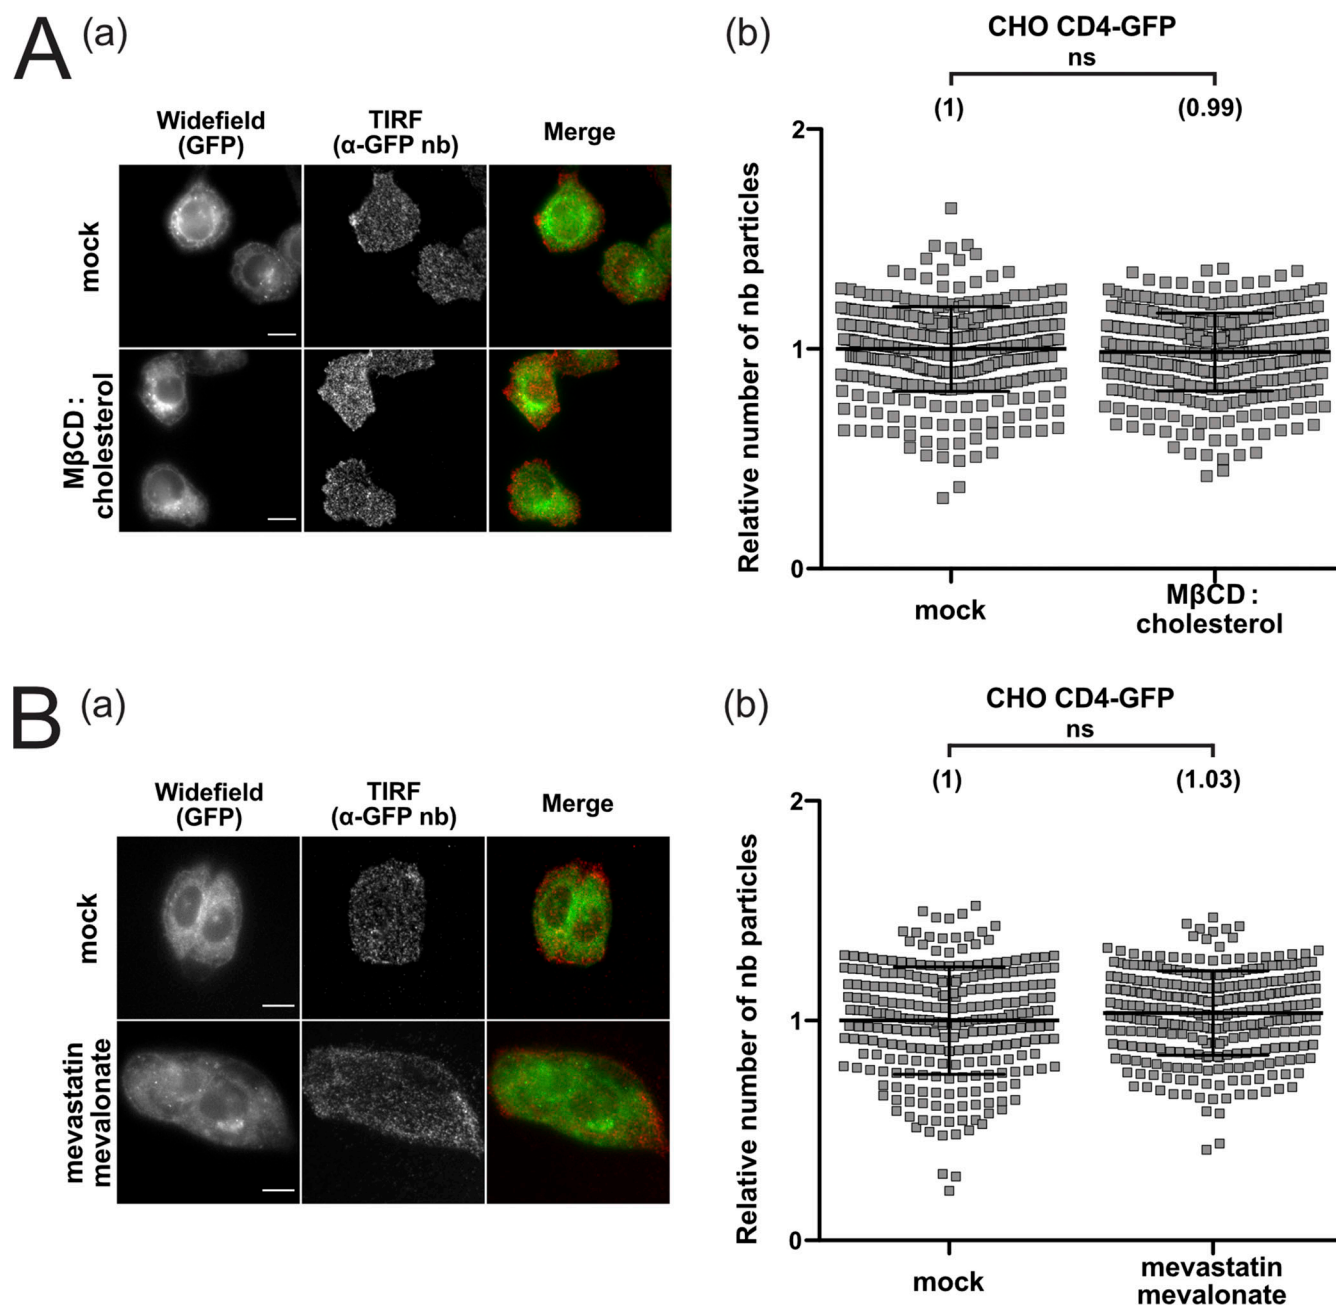 A (a)
Widefield
(GFP)
TIRF
(α-GFP nb)
Merge
mock
MβCD :
cholesterol
(b)
CHO CD4-GFP
ns
(1)
(0.99)
Relative number of nb particles
2
1
0
mock
MβCD :
cholesterol
B (a)
Widefield
(GFP)
TIRF
(α-GFP nb)
Merge
mock
mevastatin
mevalonate
(b)
CHO CD4-GFP
ns
(1)
(1.03)
Relative number of nb particles
2
1
0
mock
mevastatin
mevalonate